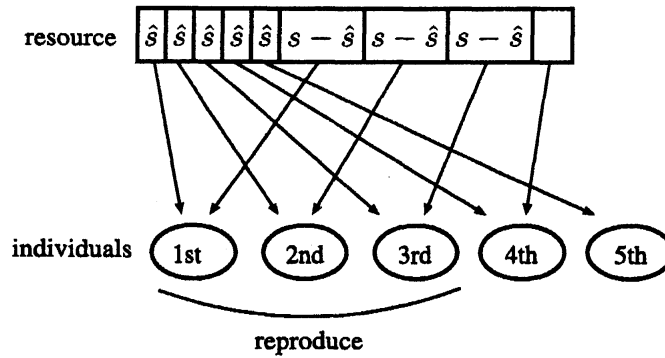 resource ŝ ŝ ŝ ŝ ŝ s − ŝ s − ŝ s − ŝ
individuals 1st 2nd 3rd 4th 5th
reproduce